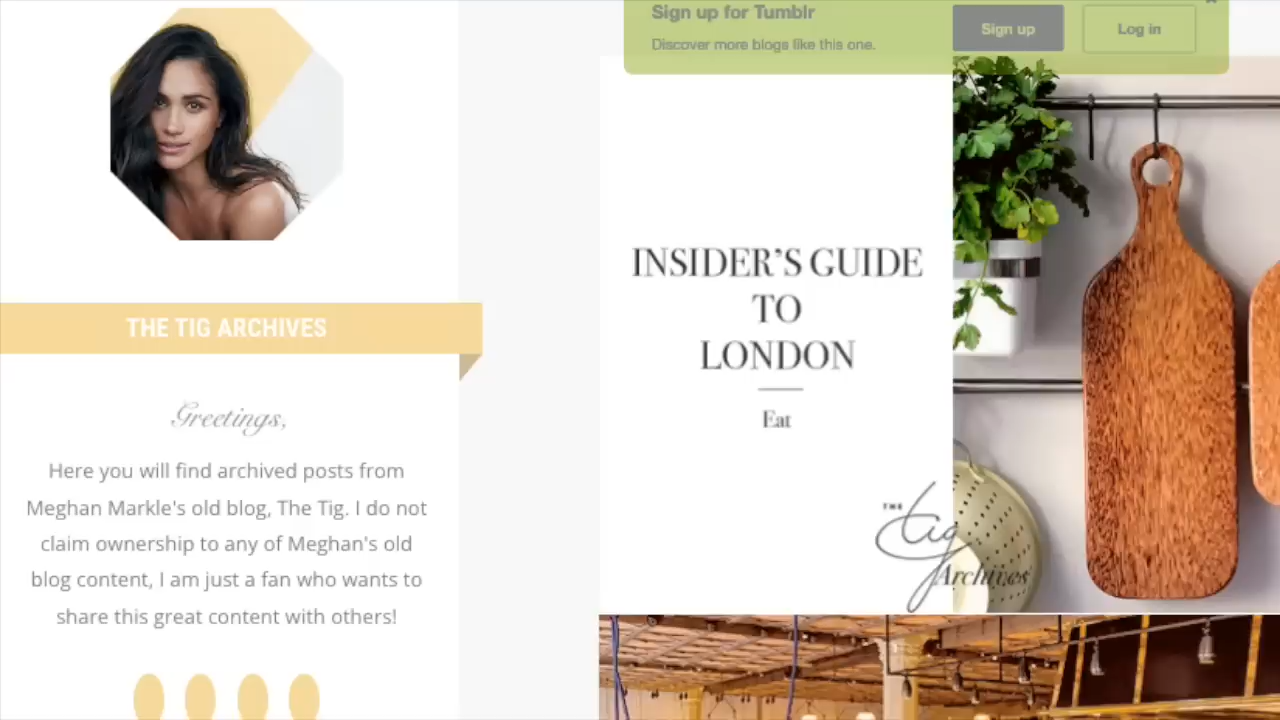 Sign up for Tumblr
Discover more blogs like this one.
Sign up
Log in
THE TIG ARCHIVES
Greetings,
Here you will find archived posts from
Meghan Markle's old blog, The Tig. I do not
claim ownership to any of Meghan's old
blog content, I am just a fan who wants to
share this great content with others!
INSIDER'S GUIDE
TO
LONDON
Eat
THE
tig
Archives